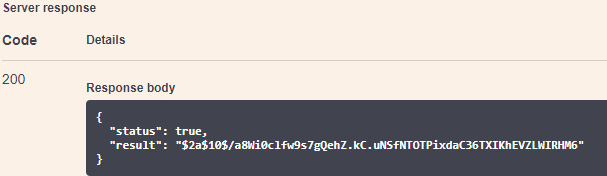 Server response
Code Details
200
Response body
{
"status": true,
"result": "$2a$10$/a8Wi0clfw9s7gQehZ.kC.uNSfNTOTPixdaC36TXIKhEVZLWIRHM6"
}